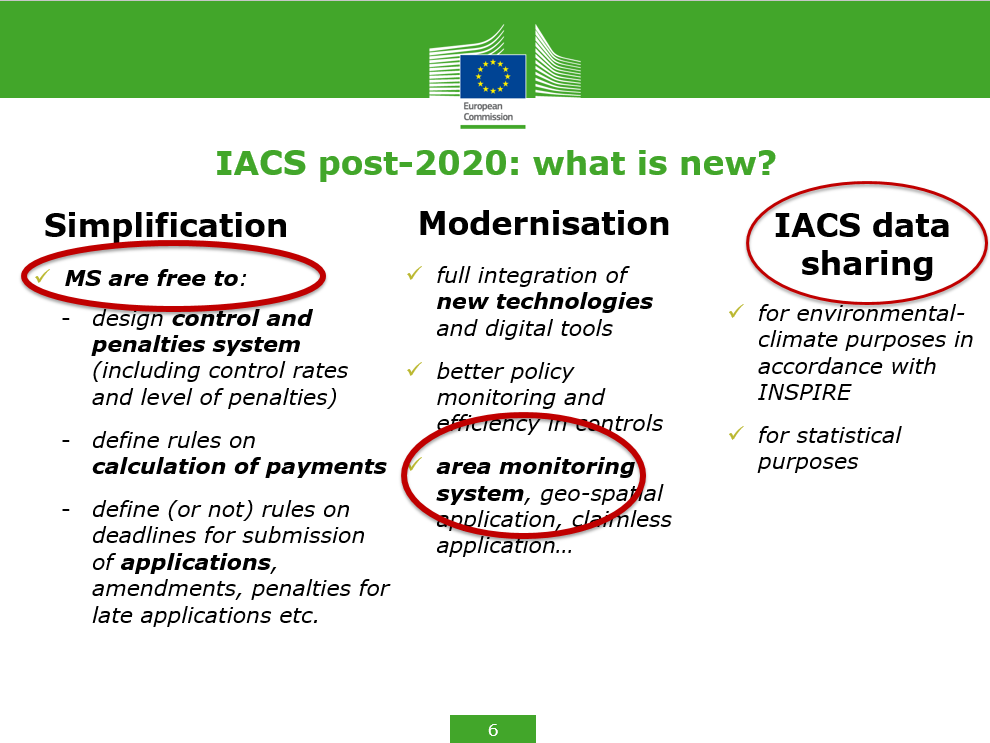 European
Commission
IACS post-2020: what is new?
Simplification
✓ MS are free to:
- design control and
penalties system
(including control rates
and level of penalties)
- define rules on
calculation of payments
- define (or not) rules on
deadlines for submission
of applications,
amendments, penalties for
late applications etc.
Modernisation
✓ full integration of
new technologies
and digital tools
✓ better policy
monitoring and
efficiency in controls
✓ area monitoring
system, geo-spatial
application, claimless
application…
IACS data
sharing
✓ for environmental-
climate purposes in
accordance with
INSPIRE
✓ for statistical
purposes
6